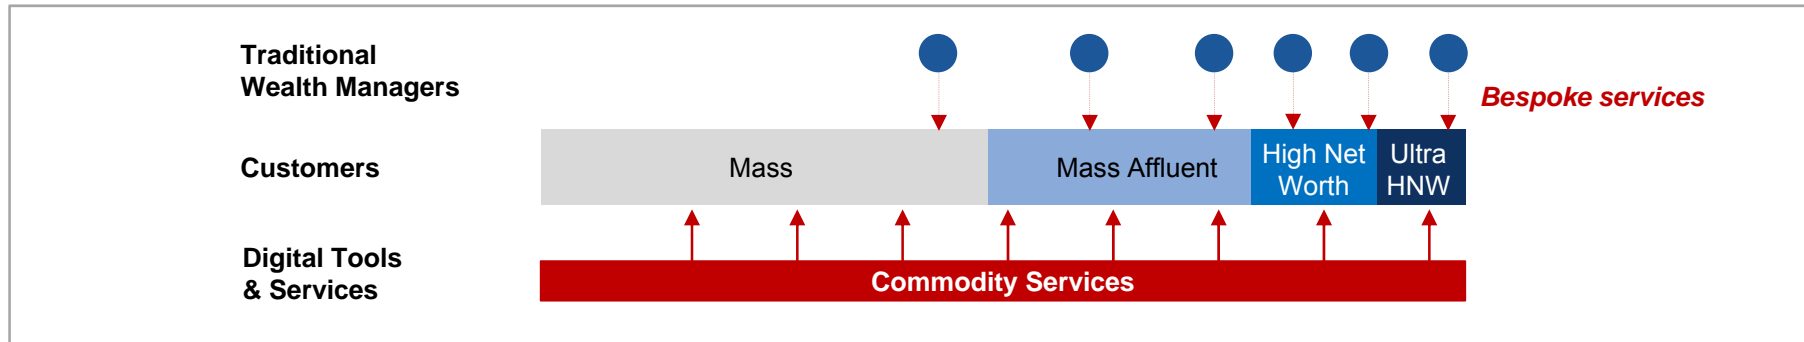 Traditional
Wealth Managers
Bespoke services
Customers
Mass
Mass Affluent
High Net
Worth
Ultra
HNW
Digital Tools
& Services
Commodity Services